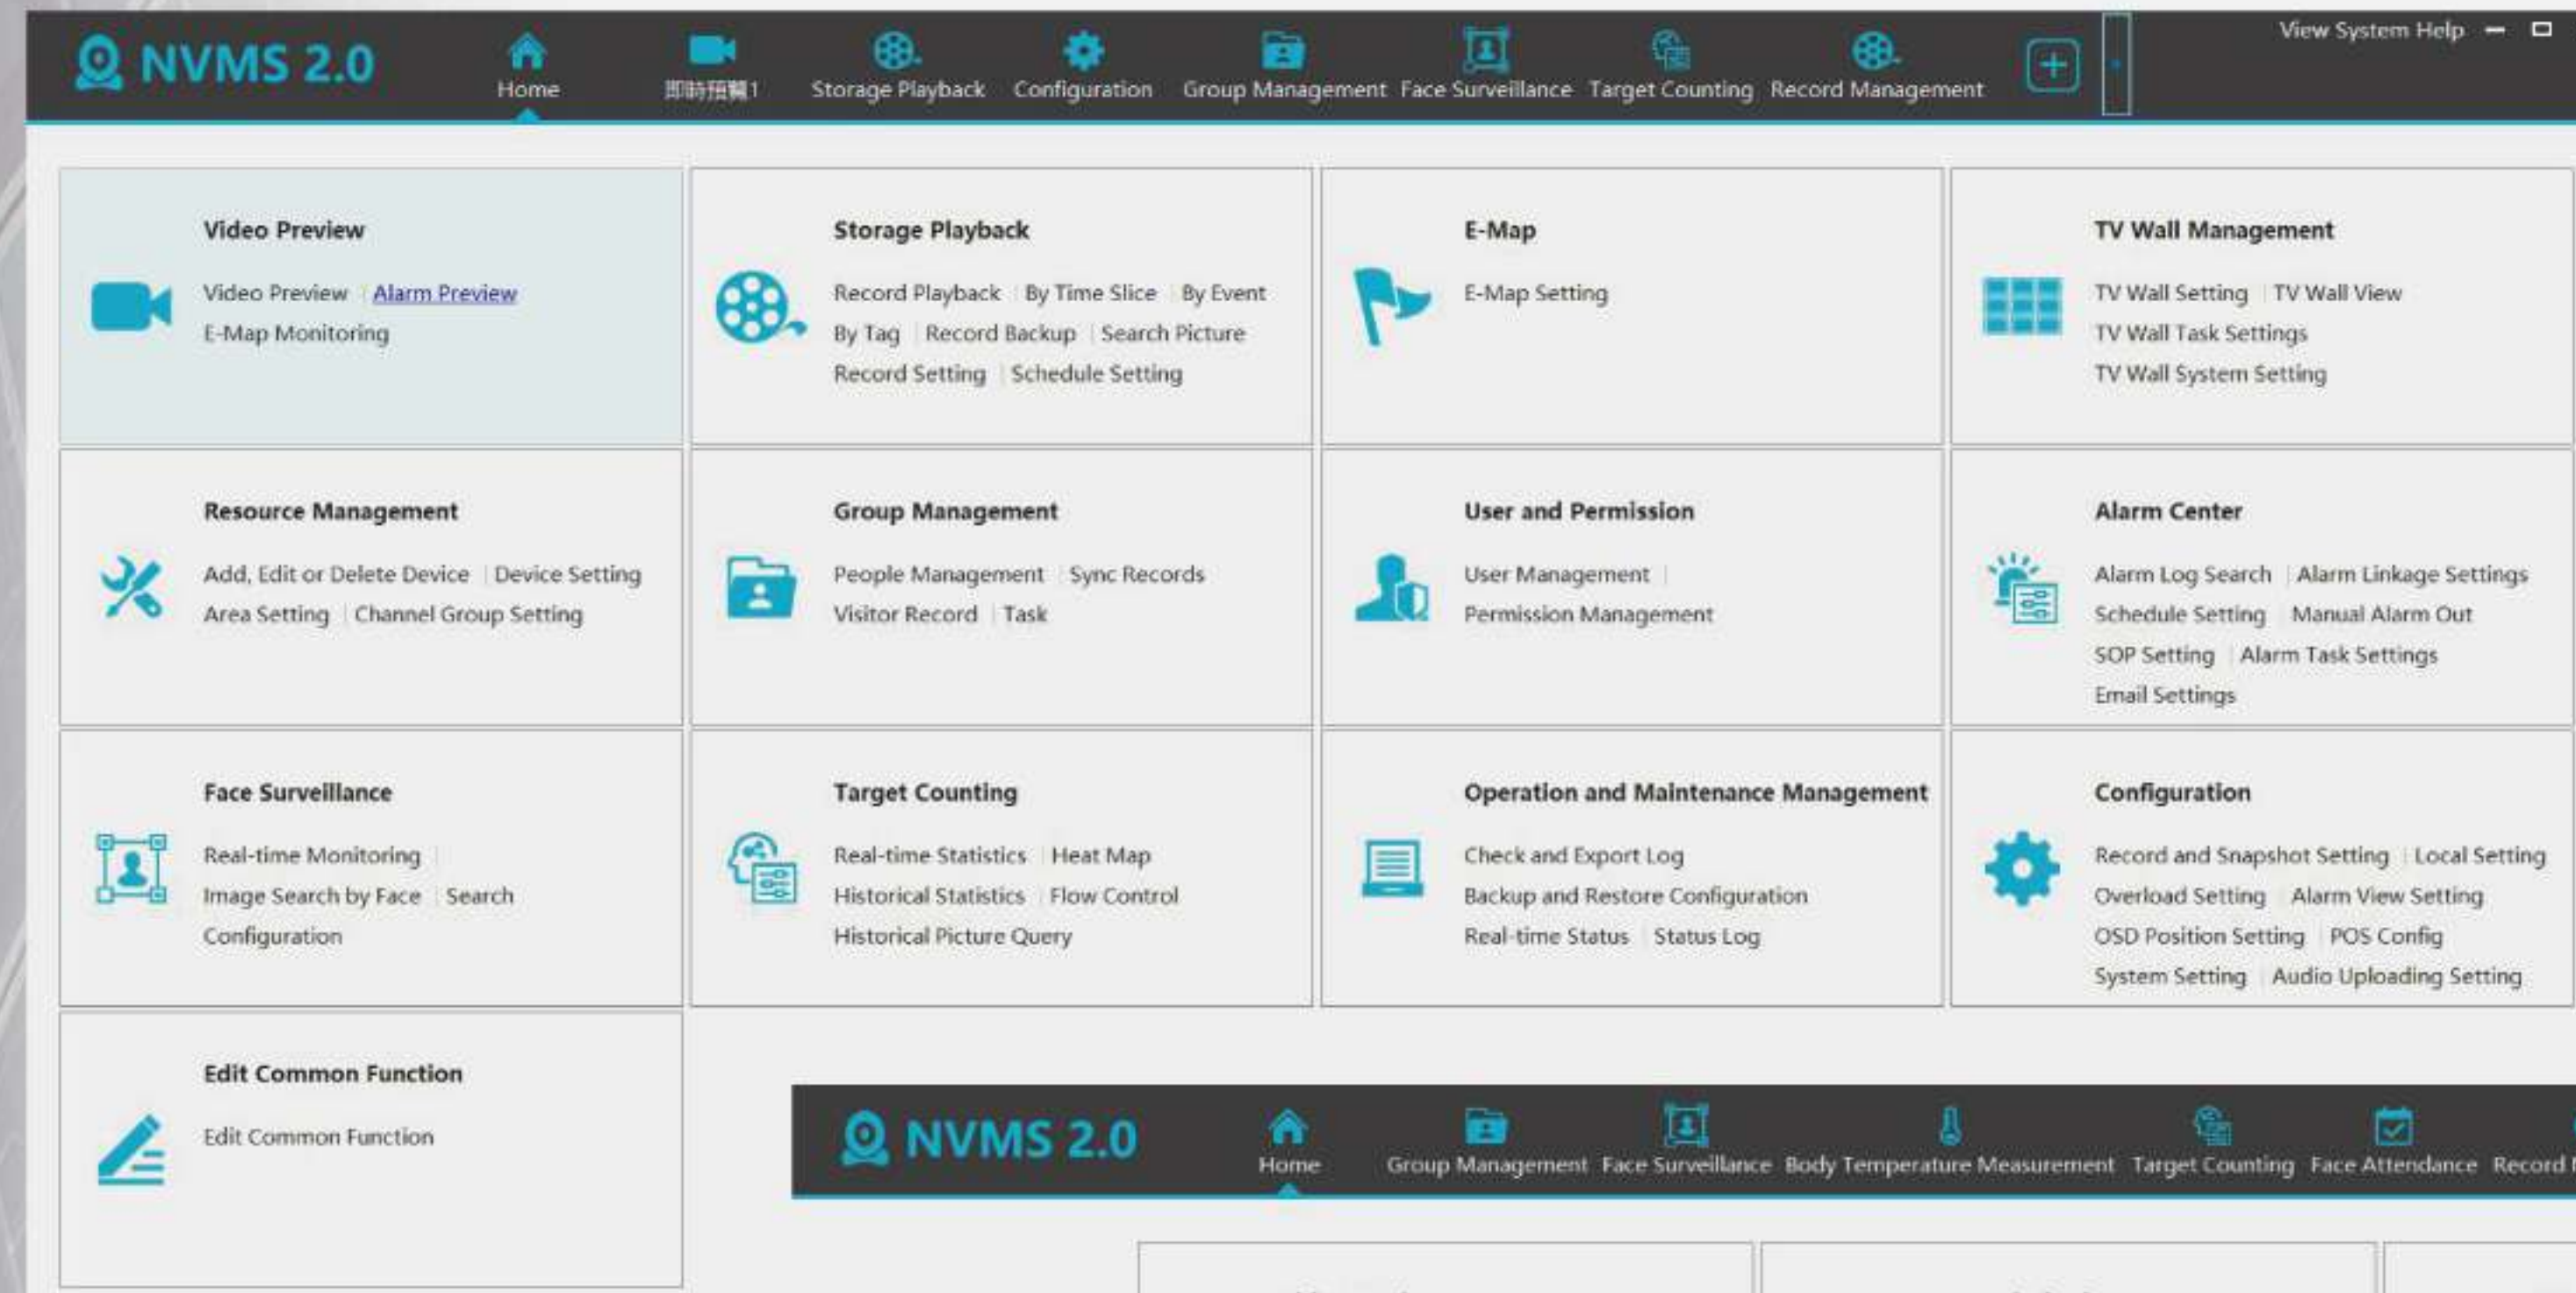 NVMS 2.0
Home
即時預覽1
Storage Playback
Configuration
Group Management
Face Surveillance
Target Counting
Record Management
View System Help
Video Preview
Video Preview | Alarm Preview
E-Map Monitoring
Storage Playback
Record Playback | By Time Slice | By Event
By Tag | Record Backup | Search Picture
Record Setting | Schedule Setting
E-Map
E-Map Setting
TV Wall Management
TV Wall Setting | TV Wall View
TV Wall Task Settings
TV Wall System Setting
Resource Management
Add, Edit or Delete Device | Device Setting
Area Setting | Channel Group Setting
Group Management
People Management | Sync Records
Visitor Record | Task
User and Permission
User Management |
Permission Management
Alarm Center
Alarm Log Search | Alarm Linkage Settings
Schedule Setting | Manual Alarm Out
SOP Setting | Alarm Task Settings
Email Settings
Face Surveillance
Real-time Monitoring |
Image Search by Face | Search
Configuration
Target Counting
Real-time Statistics | Heat Map
Historical Statistics | Flow Control
Historical Picture Query
Operation and Maintenance Management
Check and Export Log
Backup and Restore Configuration
Real-time Status | Status Log
Configuration
Record and Snapshot Setting | Local Setting
Overload Setting | Alarm View Setting
OSD Position Setting | POS Config
System Setting | Audio Uploading Setting
Edit Common Function
Edit Common Function
NVMS 2.0
Home
Group Management
Face Surveillance
Body Temperature Measurement
Target Counting
Face Attendance
Record